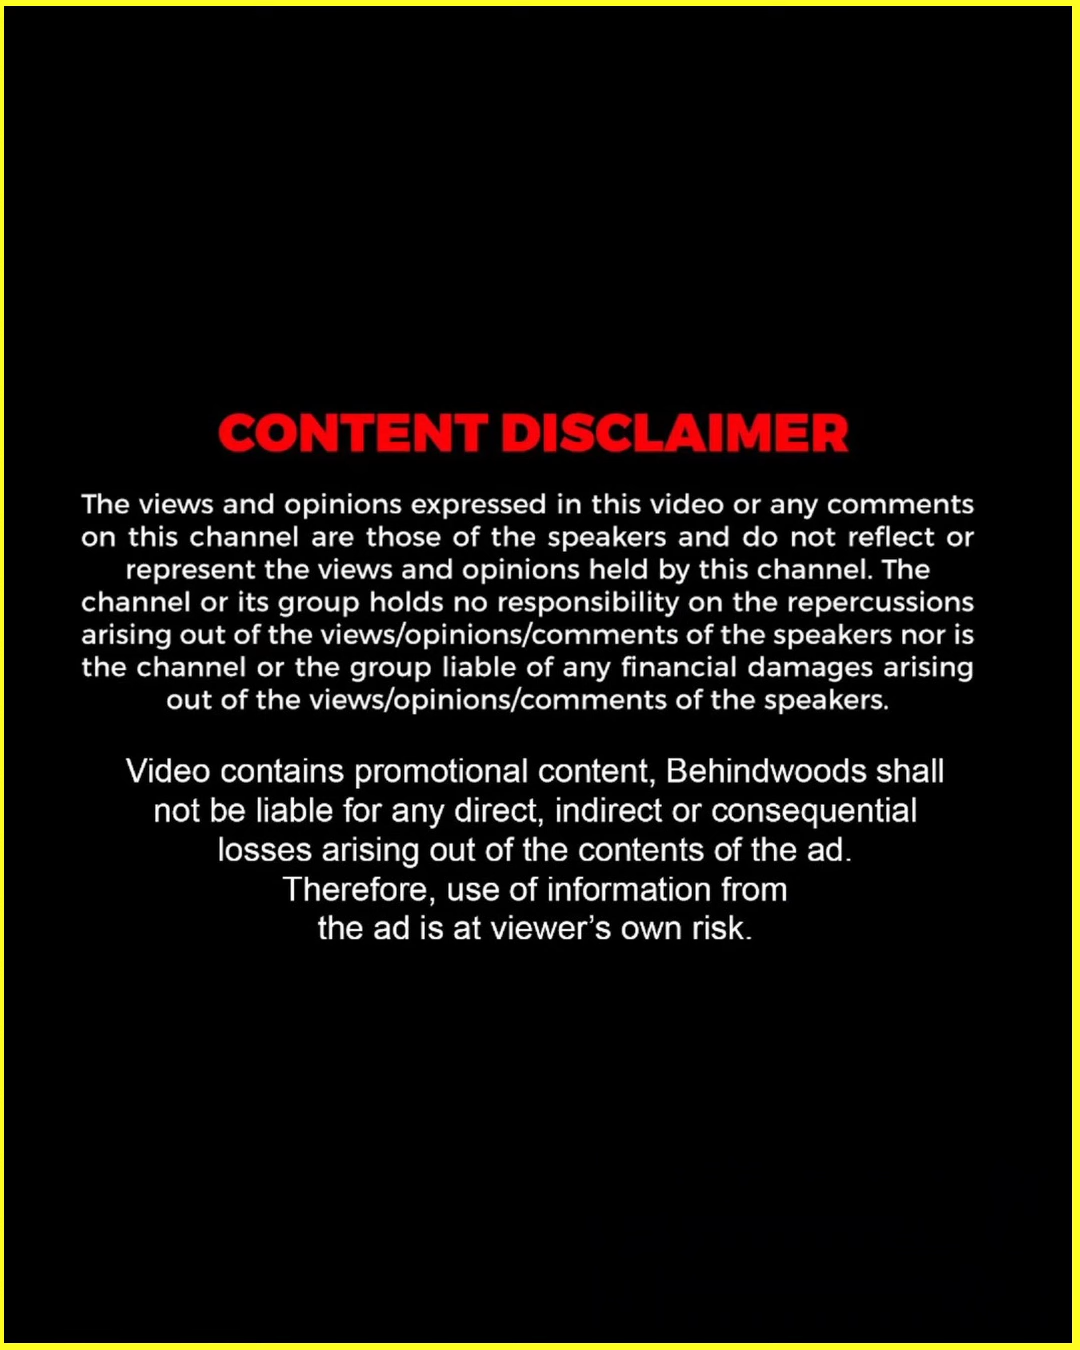 CONTENT DISCLAIMER
The views and opinions expressed in this video or any comments
on this channel are those of the speakers and do not reflect or
represent the views and opinions held by this channel. The
channel or its group holds no responsibility on the repercussions
arising out of the views/opinions/comments of the speakers nor is
the channel or the group liable of any financial damages arising
out of the views/opinions/comments of the speakers.
Video contains promotional content, Behindwoods shall
not be liable for any direct, indirect or consequential
losses arising out of the contents of the ad.
Therefore, use of information from
the ad is at viewer’s own risk.